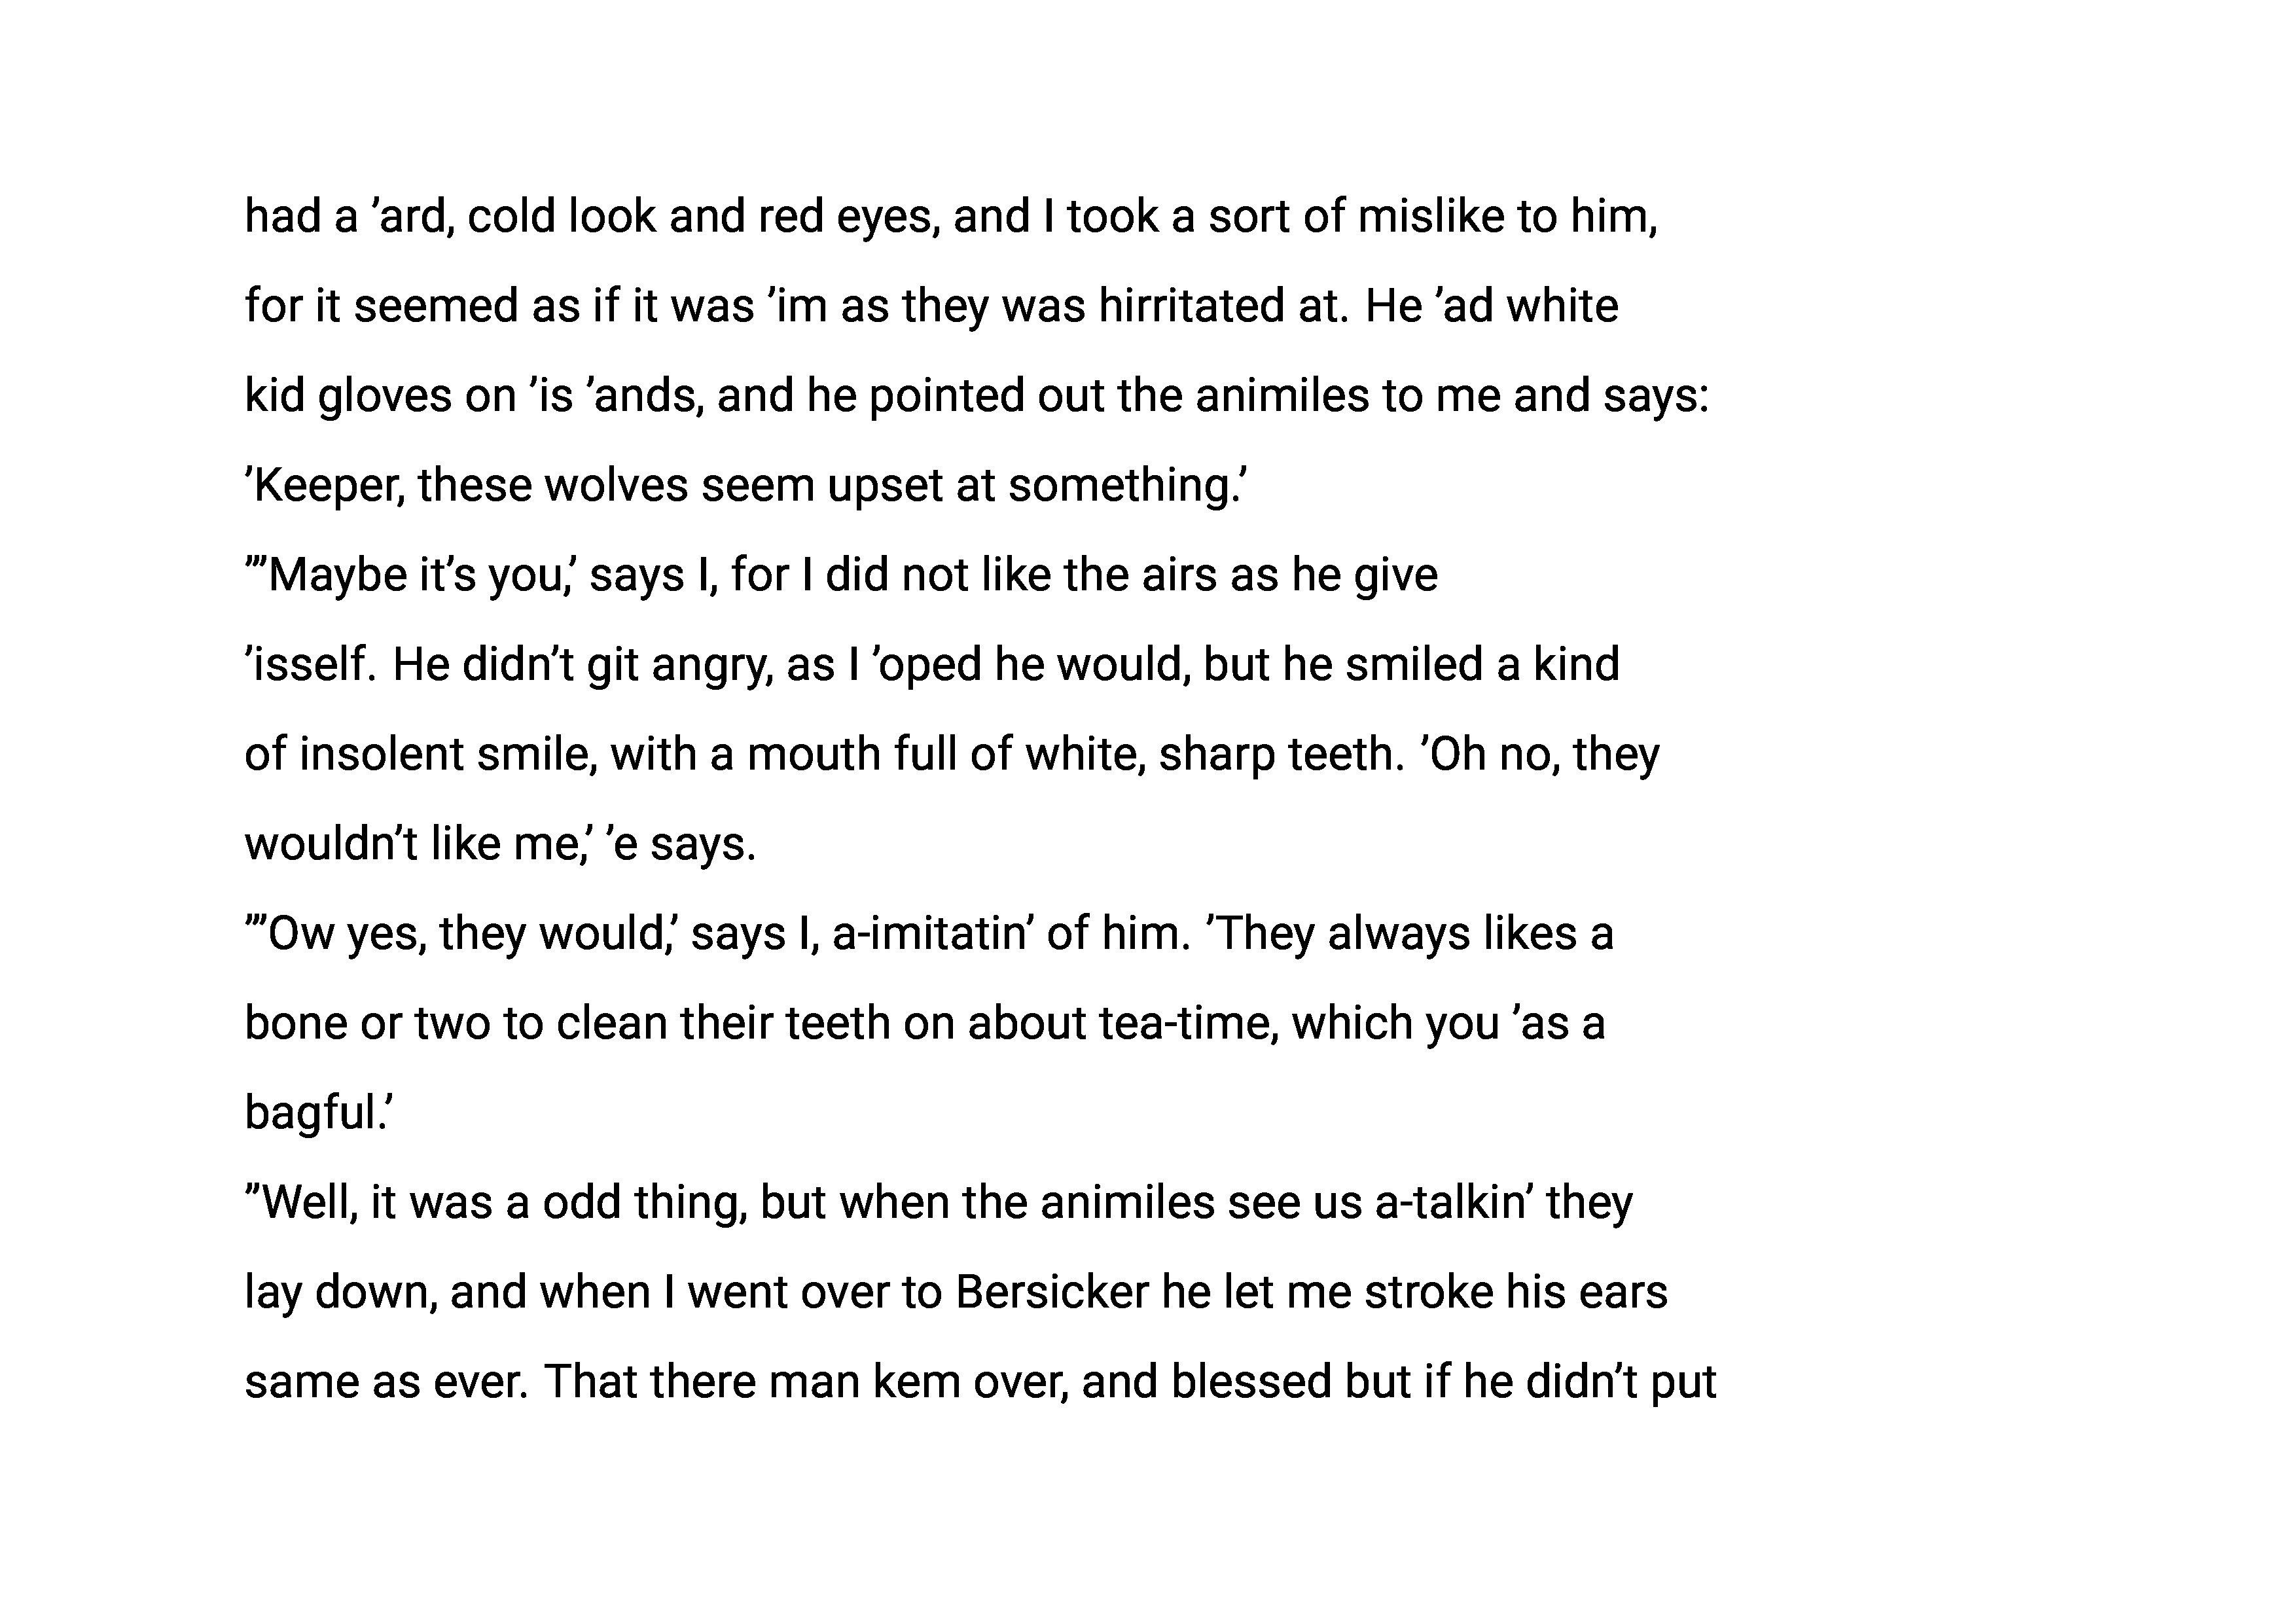 had a ’ard, cold look and red eyes, and I took a sort of mislike to him,
for it seemed as if it was ’im as they was hirritated at. He ’ad white
kid gloves on ’is ’ands, and he pointed out the animiles to me and says:
’Keeper, these wolves seem upset at something.’
”’Maybe it’s you,’ says I, for I did not like the airs as he give
’isself. He didn’t git angry, as I ’oped he would, but he smiled a kind
of insolent smile, with a mouth full of white, sharp teeth. ’Oh no, they
wouldn’t like me,’ ’e says.
”’Ow yes, they would,’ says I, a-imitatin’ of him. ’They always likes a
bone or two to clean their teeth on about tea-time, which you ’as a
bagful.’
”Well, it was a odd thing, but when the animiles see us a-talkin’ they
lay down, and when I went over to Bersicker he let me stroke his ears
same as ever. That there man kem over, and blessed but if he didn’t put